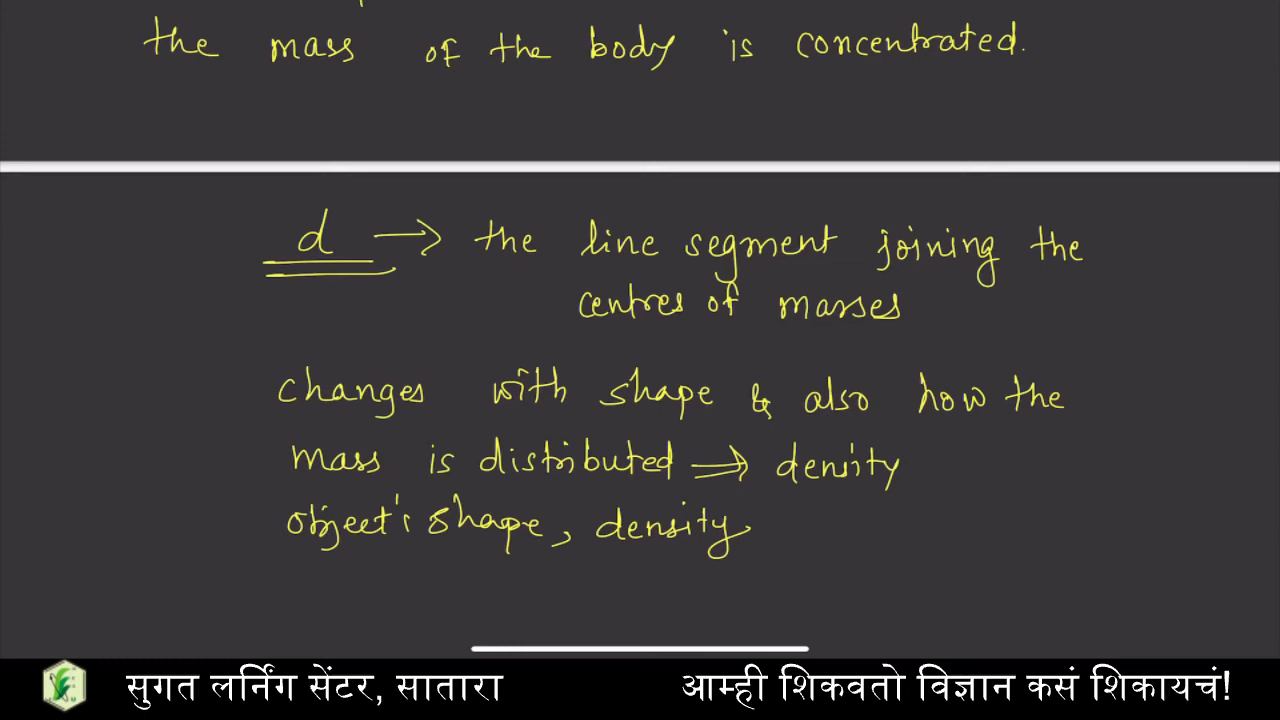 the mass of the body is concentrated.
d → the line segment joining the
centres of masses
changes with shape & also how the
mass is distributed ⇒ density
object's shape, density
सुगत लर्निंग सेंटर, सातारा आम्ही शिकवतो विज्ञान कसं शिकायचं!